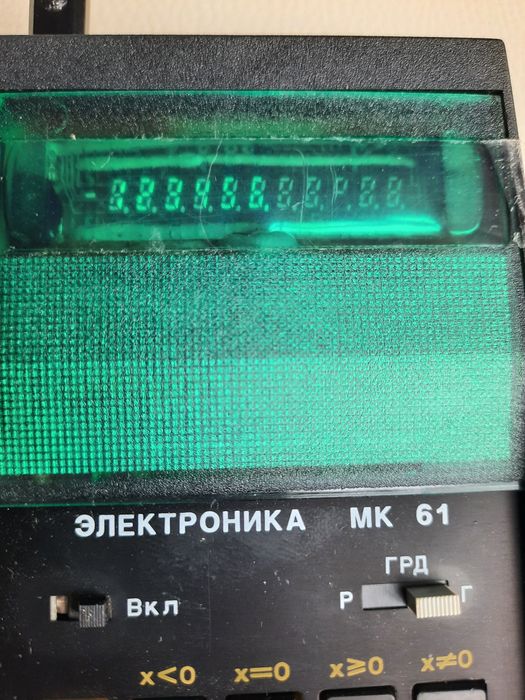 ЭЛЕКТРОНИКА МК 61
ГРД
Вкл Р Г
x<0 x=0 x≥0 x≠0